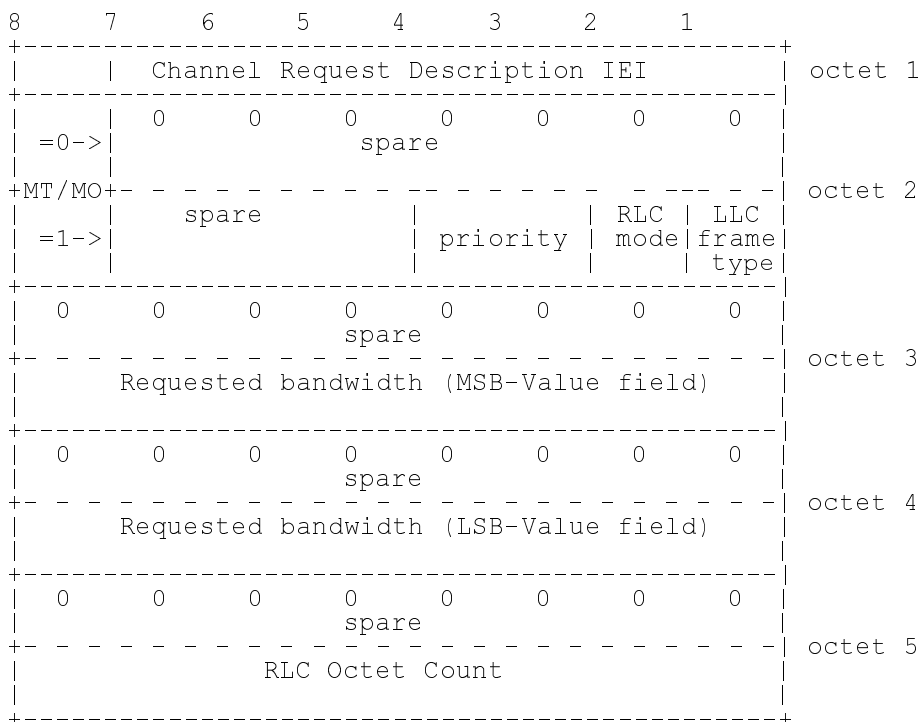 8 7 6 5 4 3 2 1
Channel Request Description IEI octet 1
0 0 0 0 0 0 0
=0-> spare
MT/MO octet 2
spare RLC LLC
=1-> priority mode frame
type
0 0 0 0 0 0 0 0
spare
octet 3
Requested bandwidth (MSB-Value field)
0 0 0 0 0 0 0 0
spare
octet 4
Requested bandwidth (LSB-Value field)
0 0 0 0 0 0 0 0
spare
octet 5
RLC Octet Count